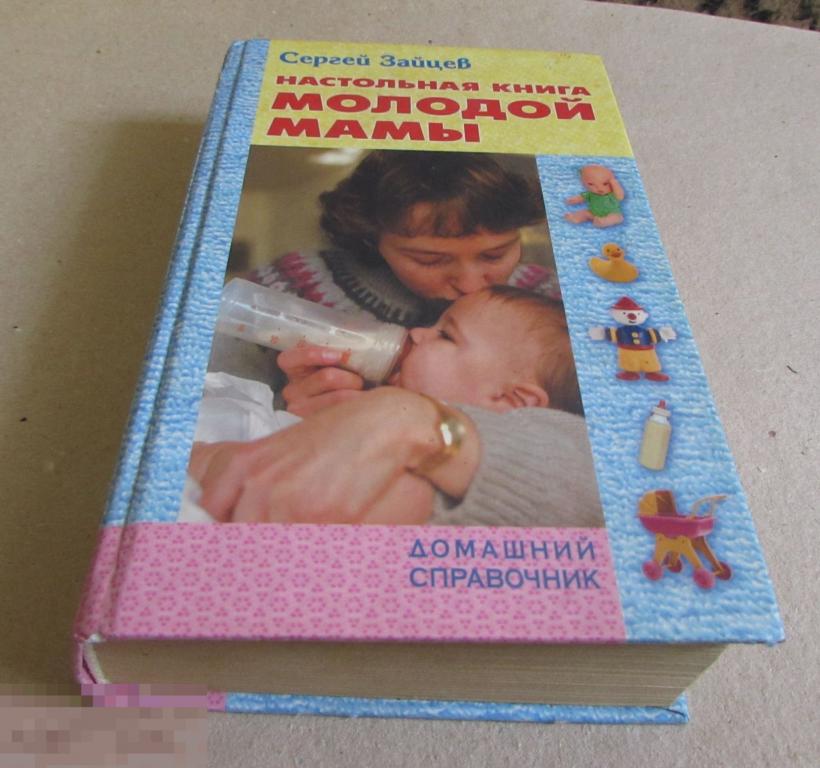 Сергей Зайцев
НАСТОЛЬНАЯ КНИГА
МОЛОДОЙ
МАМЫ
ДОМАШНИЙ
СПРАВОЧНИК